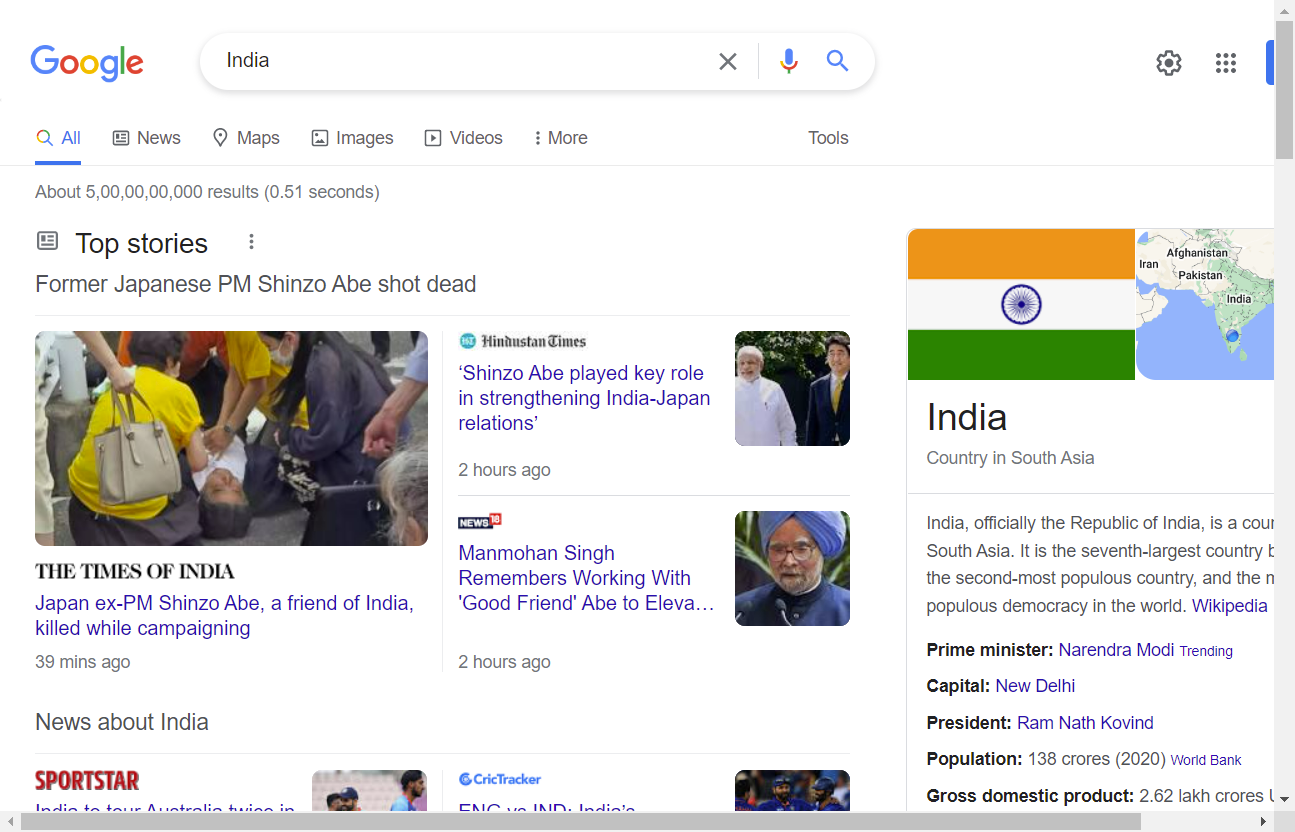 Google
India
All
News
Maps
Images
Videos
More
Tools
About 5,00,00,00,000 results (0.51 seconds)
Top stories
Former Japanese PM Shinzo Abe shot dead
THE TIMES OF INDIA
Japan ex-PM Shinzo Abe, a friend of India,
killed while campaigning
39 mins ago
HT Hindustan Times
‘Shinzo Abe played key role
in strengthening India-Japan
relations’
2 hours ago
NEWS18
Manmohan Singh
Remembers Working With
'Good Friend' Abe to Eleva…
2 hours ago
News about India
SPORTSTAR
India to tour Australia twice in
CricTracker
ENG vs IND: India's
Afghanistan
Iran
Pakistan
India
India
Country in South Asia
India, officially the Republic of India, is a cour
South Asia. It is the seventh-largest country
the second-most populous country, and the
populous democracy in the world. Wikipedia
Prime minister: Narendra Modi Trending
Capital: New Delhi
President: Ram Nath Kovind
Population: 138 crores (2020) World Bank
Gross domestic product: 2.62 lakh crores